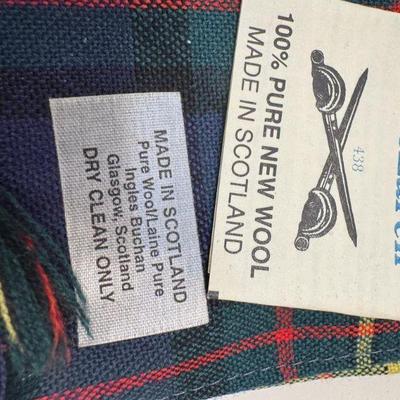 MADE IN SCOTLAND
Pure Wool/Laine Pure
Ingles Buchan
Glasgow, Scotland
DRY CLEAN ONLY
100% PURE NEW WOOL
MADE IN SCOTLAND
438